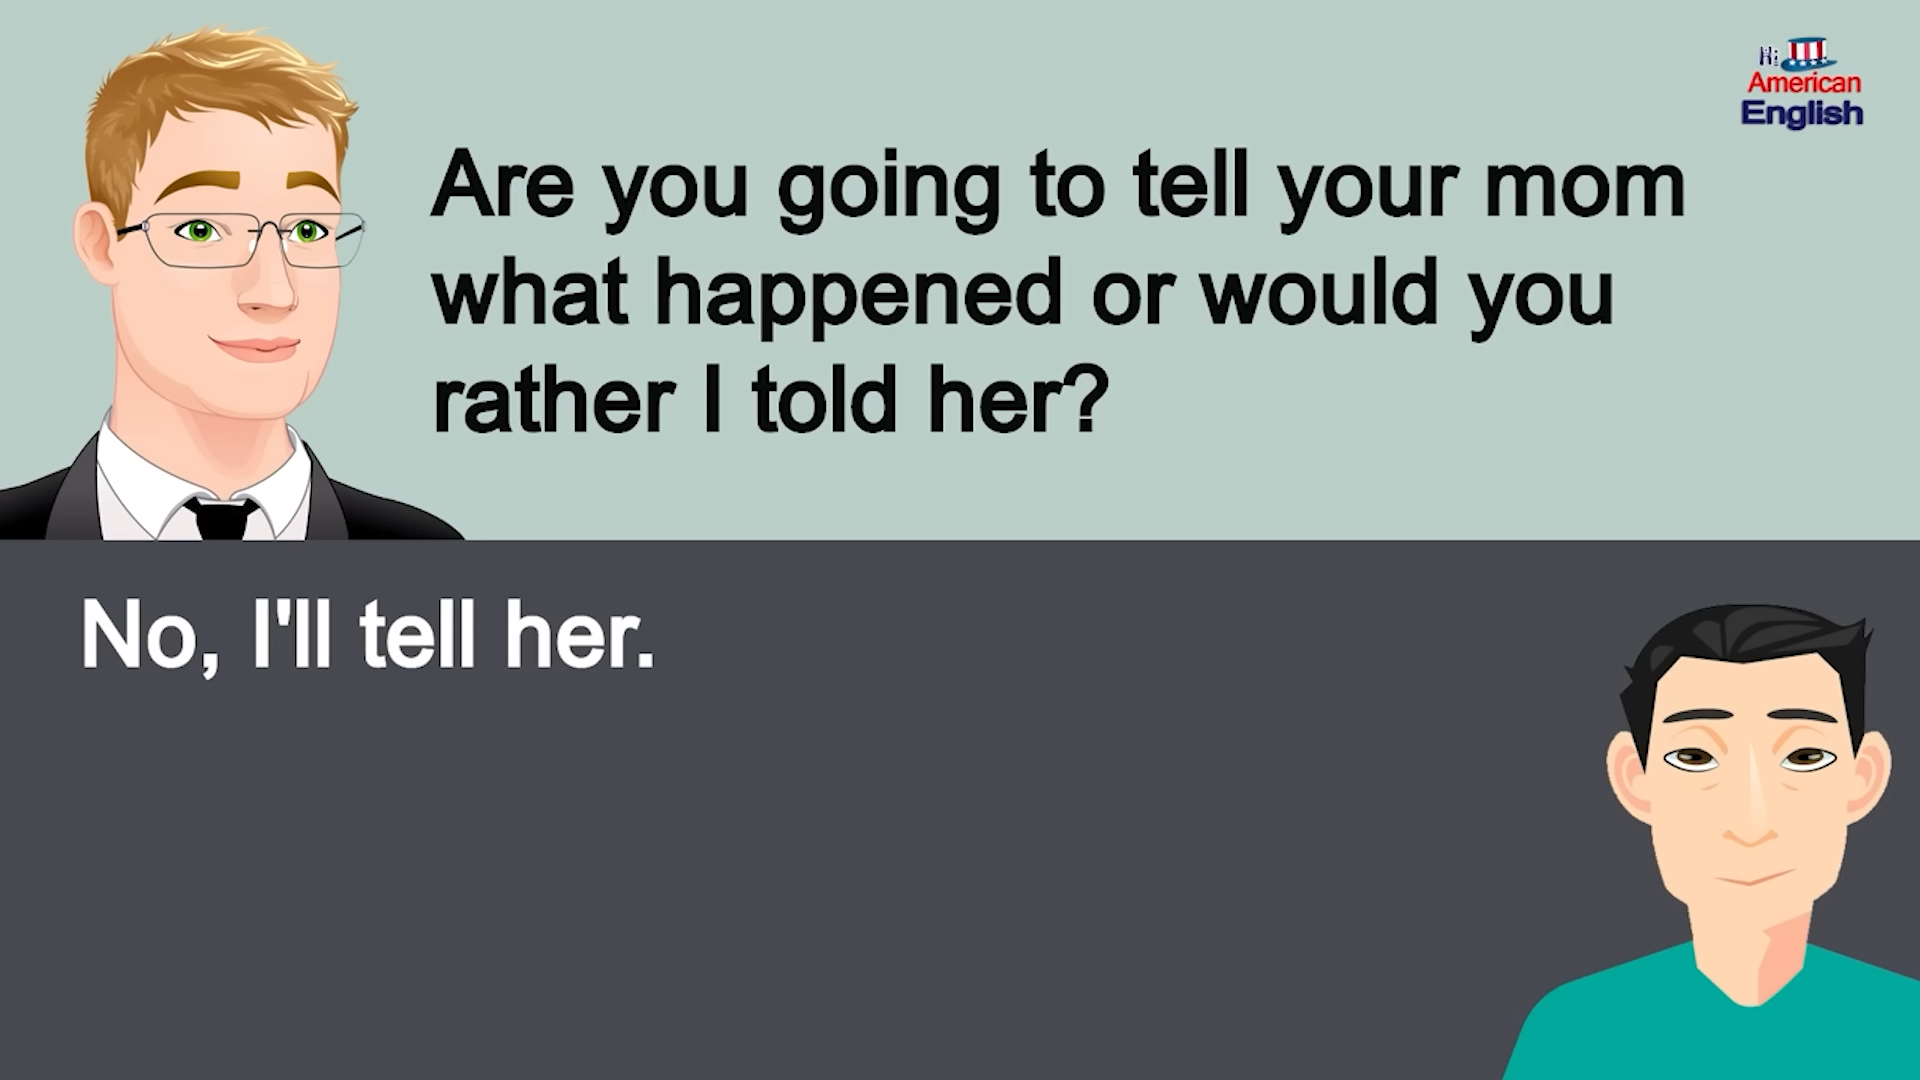 Hi
American
English
Are you going to tell your mom
what happened or would you
rather I told her?
No, I'll tell her.